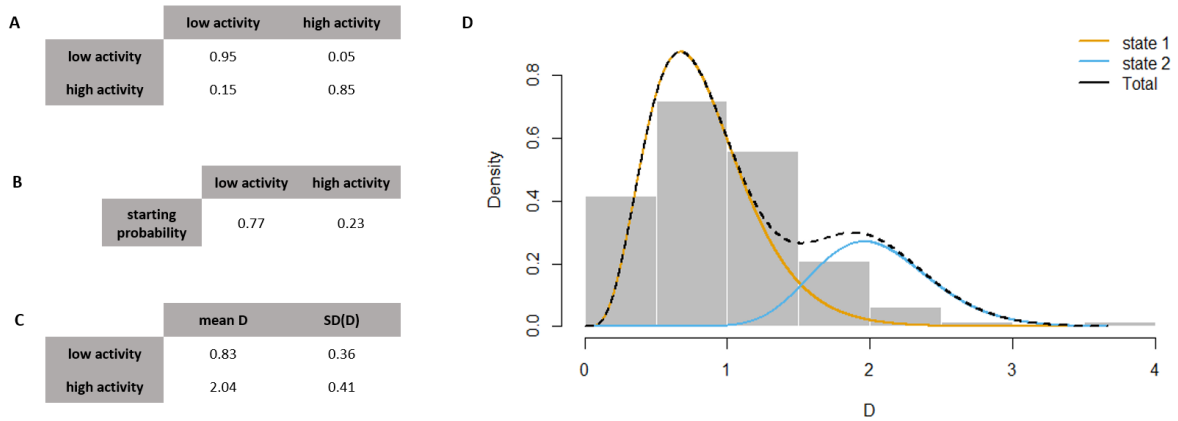 A
low activity high activity
low activity 0.95 0.05
high activity 0.15 0.85
B
low activity high activity
starting
probability 0.77 0.23
C
mean D SD(D)
low activity 0.83 0.36
high activity 2.04 0.41
D
state 1
state 2
Total
Density
0.8
0.6
0.4
0.2
0.0
0 1 2 3 4
D